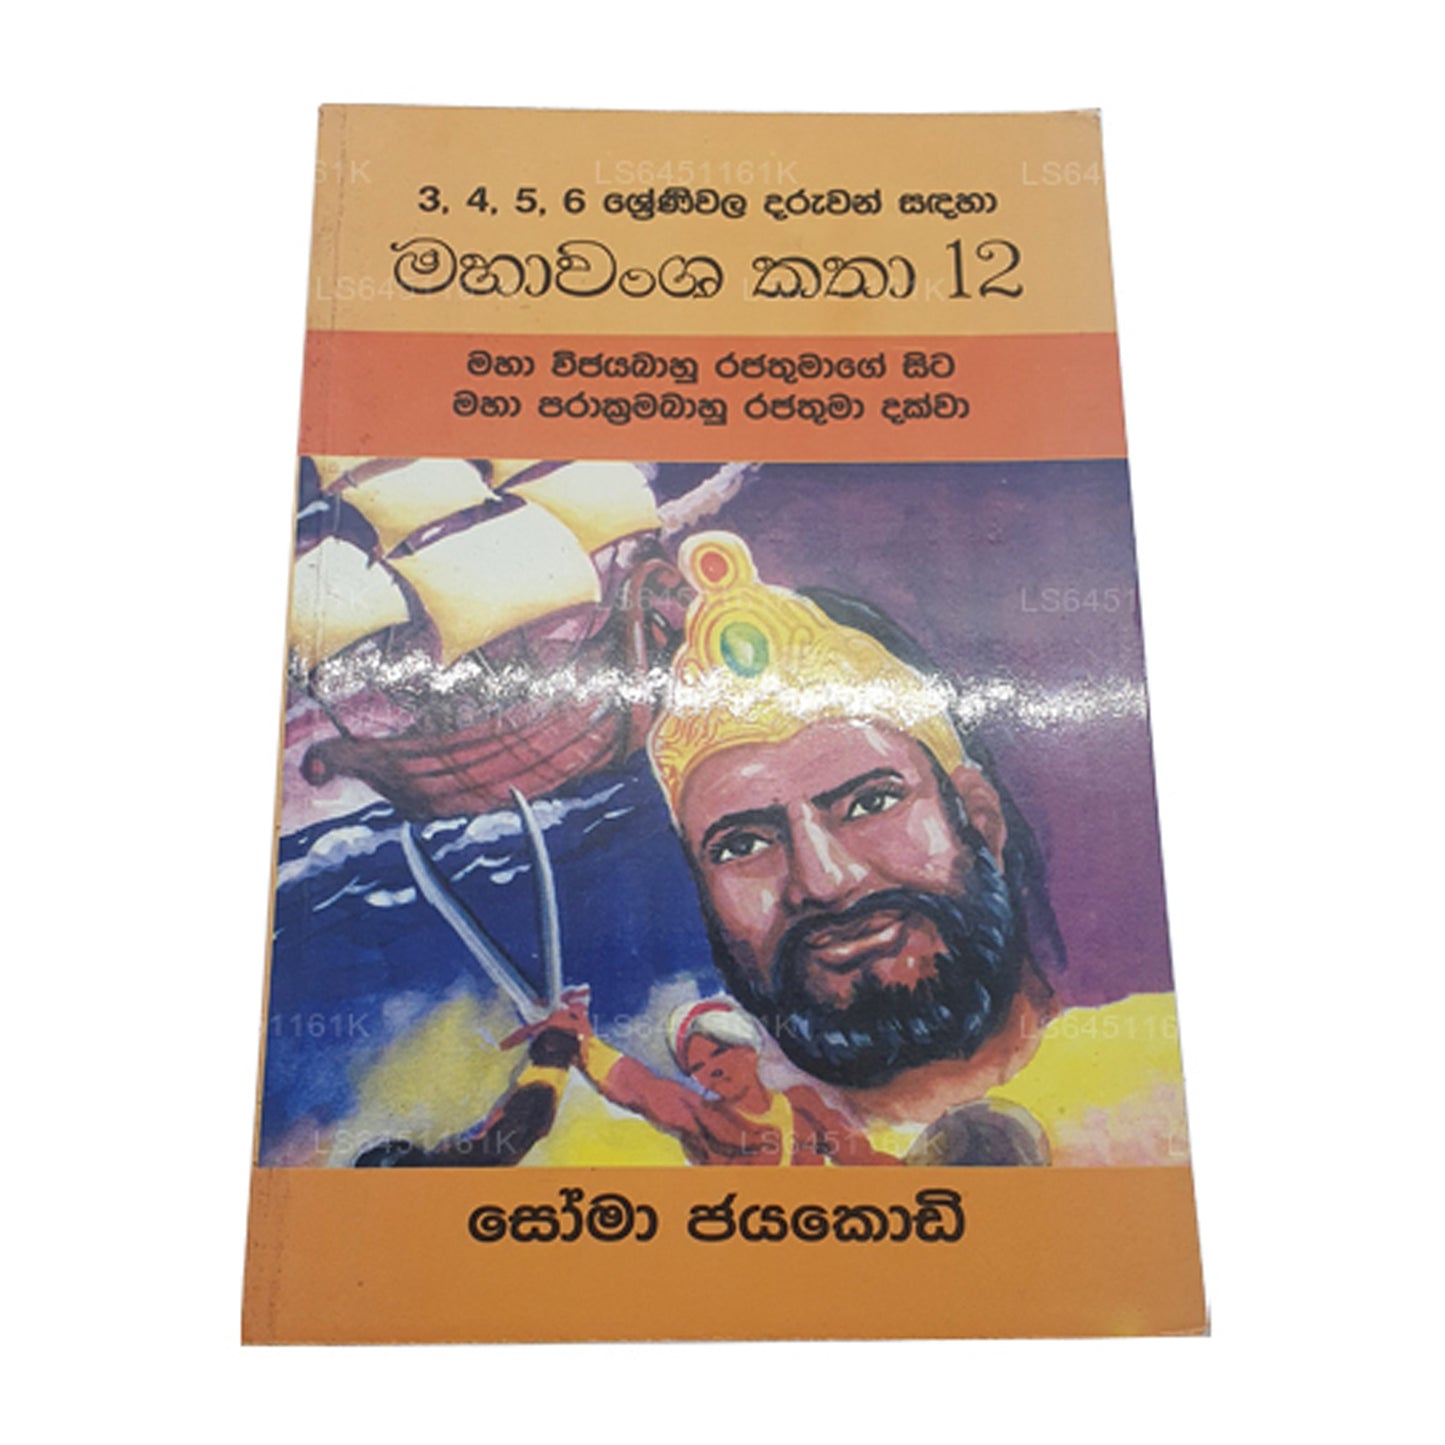 3, 4, 5, 6 ශ්‍රේණිවල දරුවන් සඳහා
මහාවංශ කතා 12
මහා විජයබාහු රජතුමාගේ සිට
මහා පරාක්‍රමබාහු රජතුමා දක්වා
සෝමා ජයකොඩි
LS6451161K